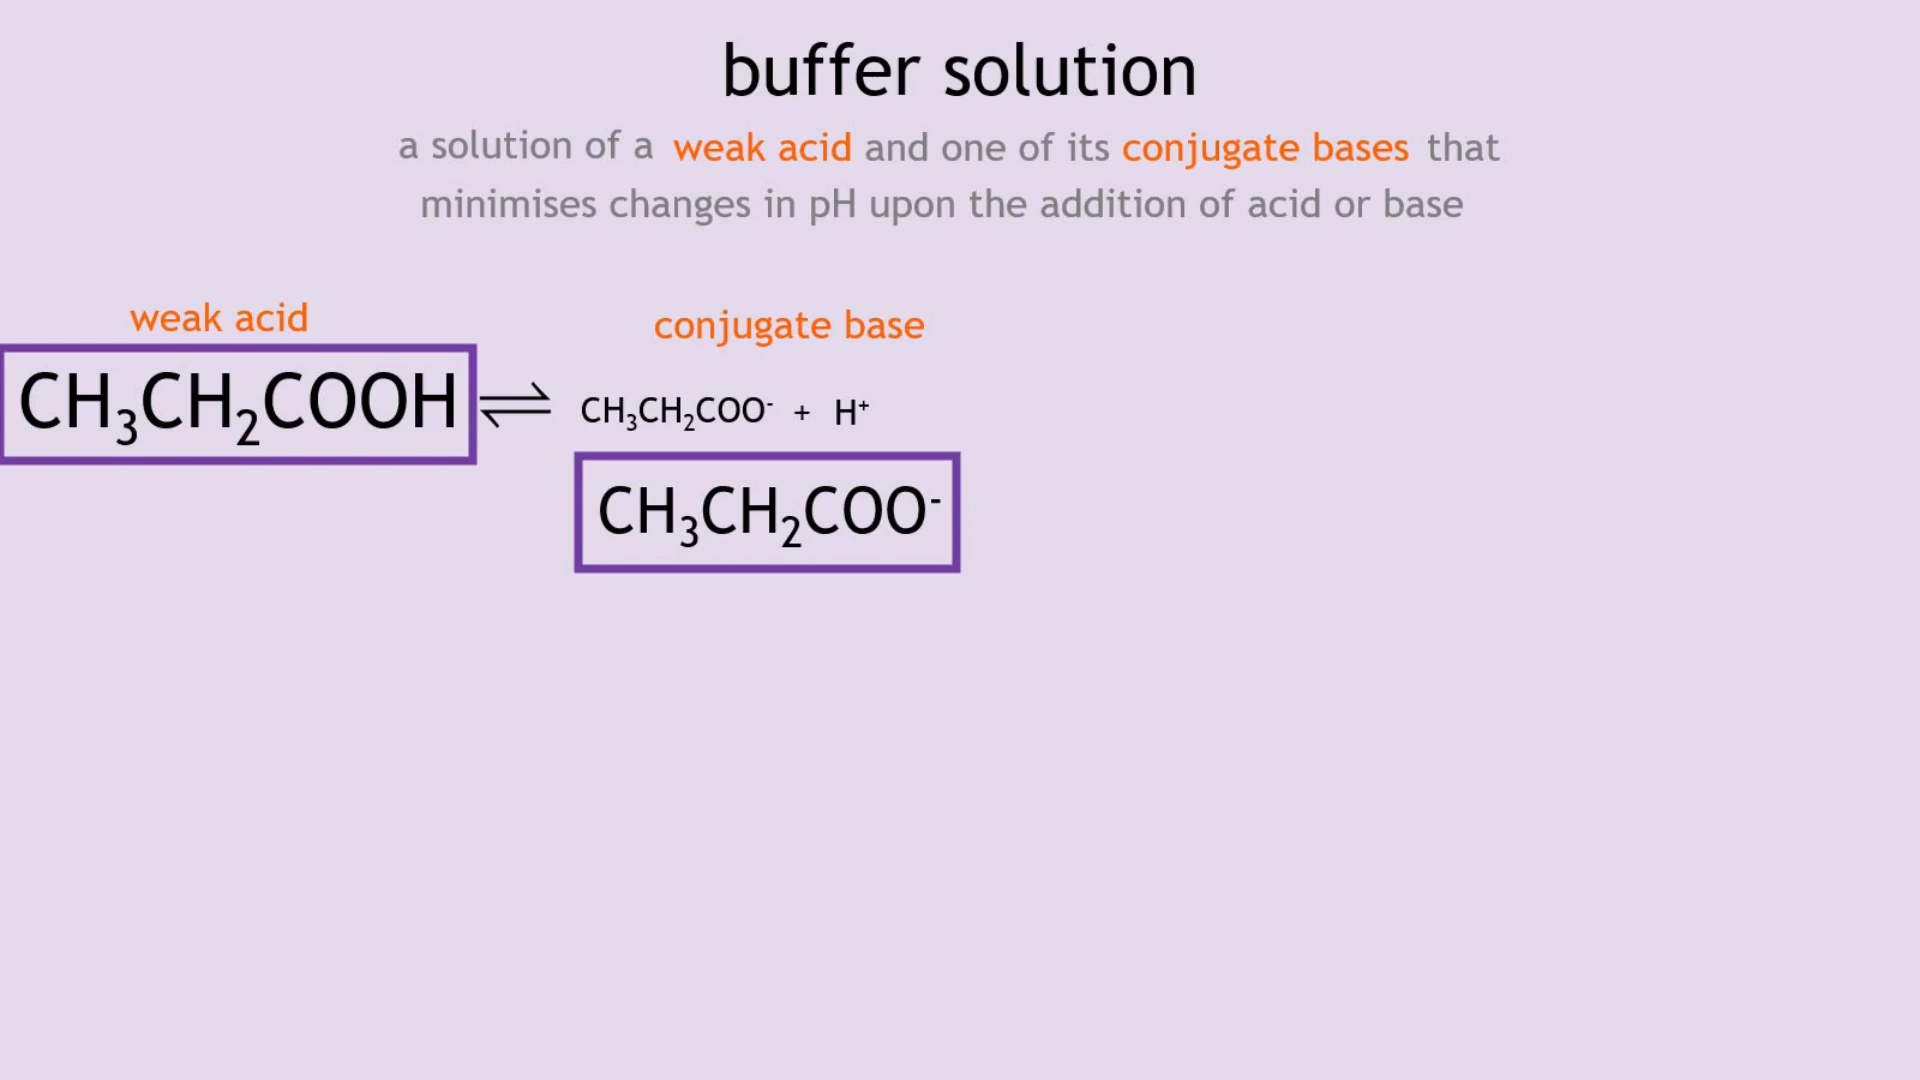 buffer solution
a solution of a weak acid and one of its conjugate bases that
minimises changes in pH upon the addition of acid or base
weak acid
conjugate base
CH₃CH₂COOH ⇌ CH₃CH₂COO⁻ + H⁺
CH₃CH₂COO⁻